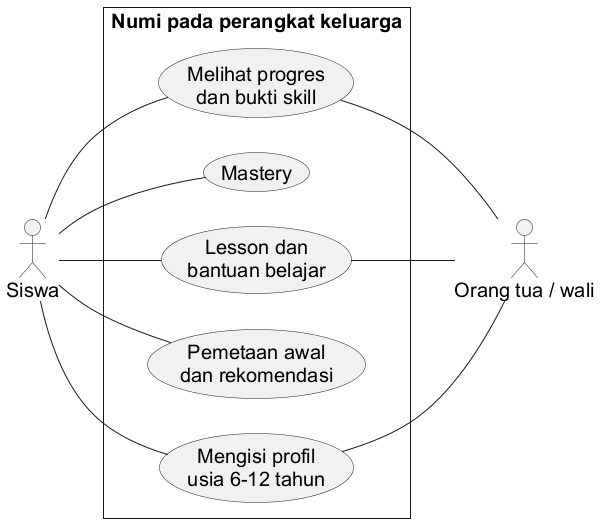 Numi pada perangkat keluarga
Melihat progres
dan bukti skill
Mastery
Lesson dan
bantuan belajar
Siswa
Orang tua / wali
Pemetaan awal
dan rekomendasi
Mengisi profil
usia 6-12 tahun